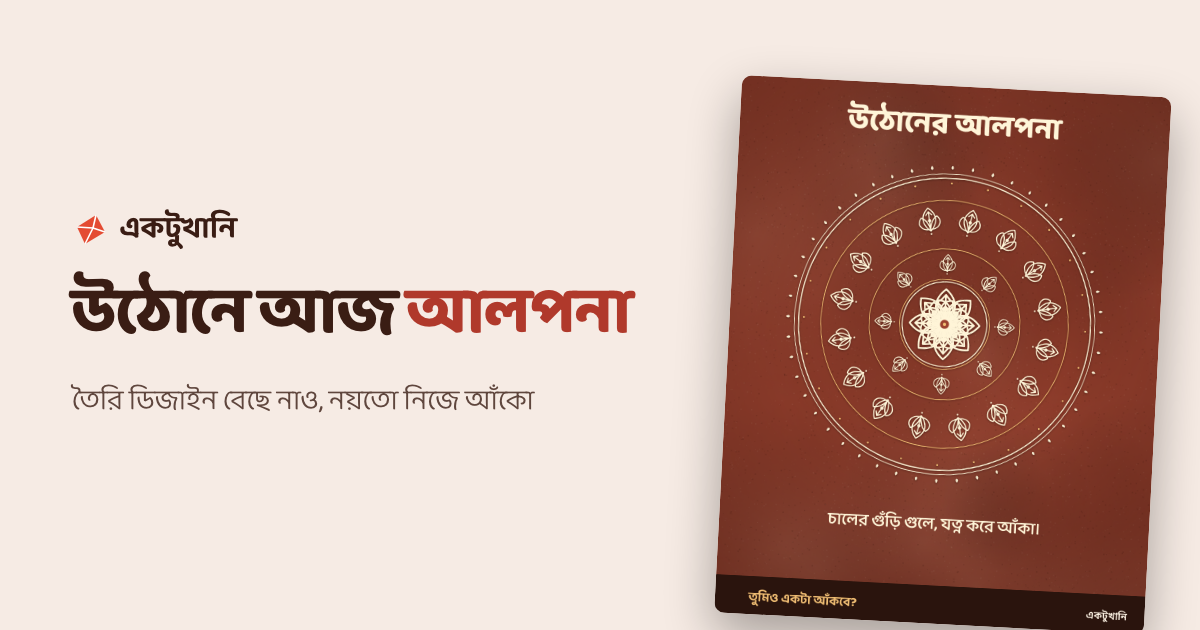 একটুখানি
উঠোনে আজ আলপনা
তৈরি ডিজাইন বেছে নাও, নয়তো নিজে আঁকো
উঠোনের আলপনা
চালের গুঁড়ি গুলে, যত্ন করে আঁকা।
তুমিও একটা আঁকবে?
একটুখানি